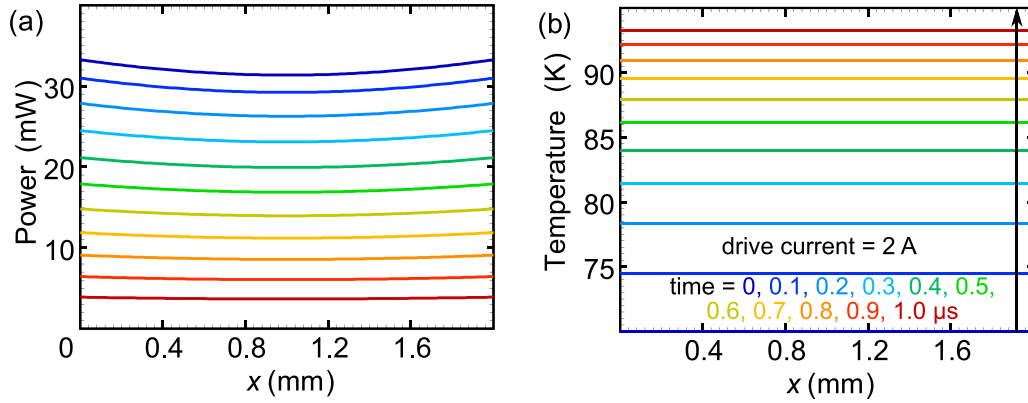 (a)
Power (mW)
30
20
10
0
0.4
0.8
1.2
1.6
x (mm)
(b)
Temperature (K)
90
85
80
75
drive current = 2 A
time = 0, 0.1, 0.2, 0.3, 0.4, 0.5,
0.6, 0.7, 0.8, 0.9, 1.0 µs
0.4
0.8
1.2
1.6
x (mm)